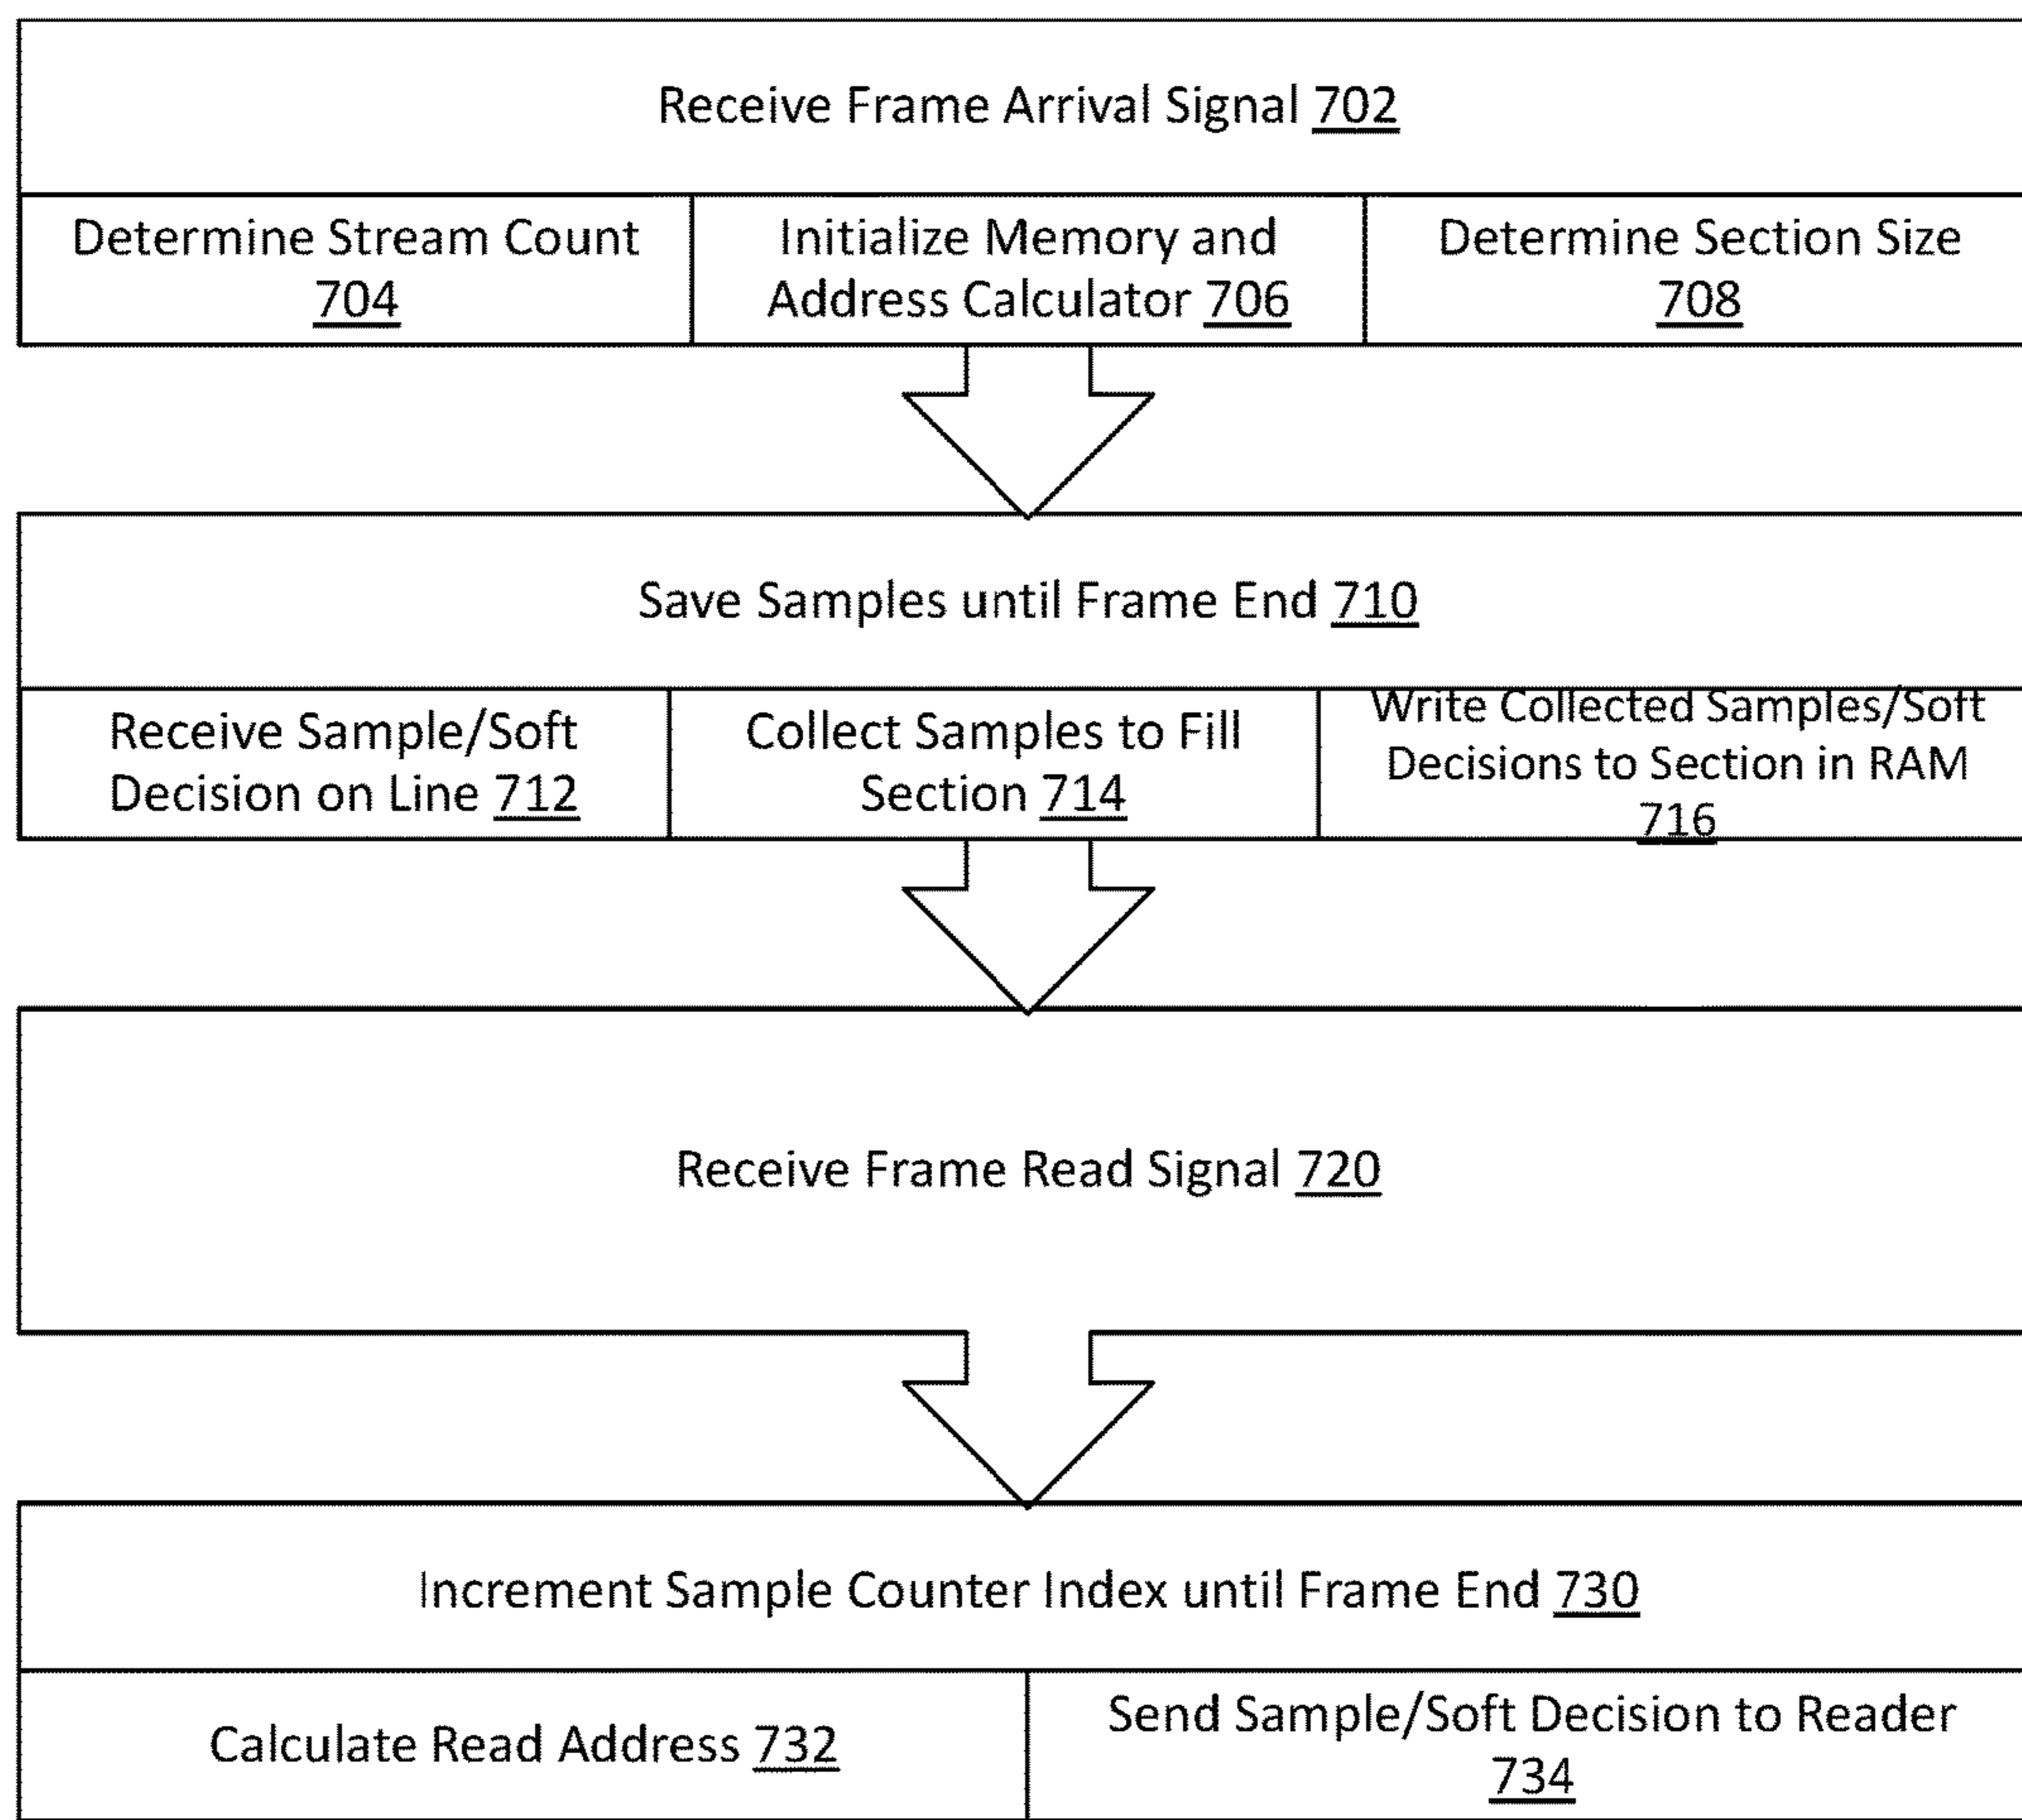 Receive Frame Arrival Signal 702
Determine Stream Count
704
Initialize Memory and
Address Calculator 706
Determine Section Size
708
Save Samples until Frame End 710
Receive Sample/Soft
Decision on Line 712
Collect Samples to Fill
Section 714
Write Collected Samples/Soft
Decisions to Section in RAM
716
Receive Frame Read Signal 720
Increment Sample Counter Index until Frame End 730
Calculate Read Address 732
Send Sample/Soft Decision to Reader
734